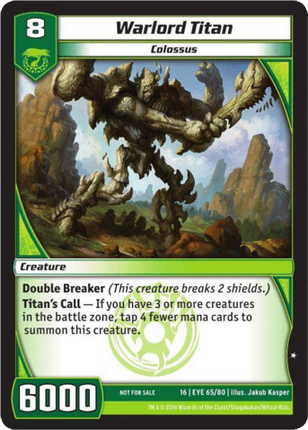 8
Warlord Titan
Colossus
Creature
Double Breaker (This creature breaks 2 shields.)
Titan's Call — If you have 3 or more creatures
in the battle zone, tap 4 fewer mana cards to
summon this creature.
6000
NOT FOR SALE
16 | EYE 65/80 | illus. Jakub Kasper
TM & © 2014 Wizards of the Coast/Shogakukan/Mitsui-Kids.